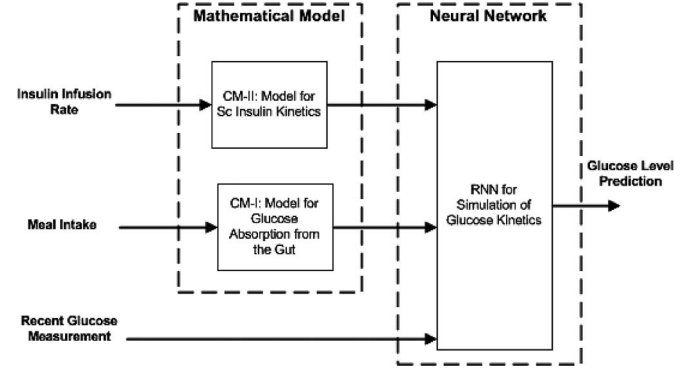 Mathematical Model
Neural Network
Insulin Infusion
Rate
CM-II: Model for
Sc Insulin Kinetics
Glucose Level
Prediction
RNN for
Simulation of
Glucose Kinetics
Meal Intake
CM-I: Model for
Glucose
Absorption from
the Gut
Recent Glucose
Measurement